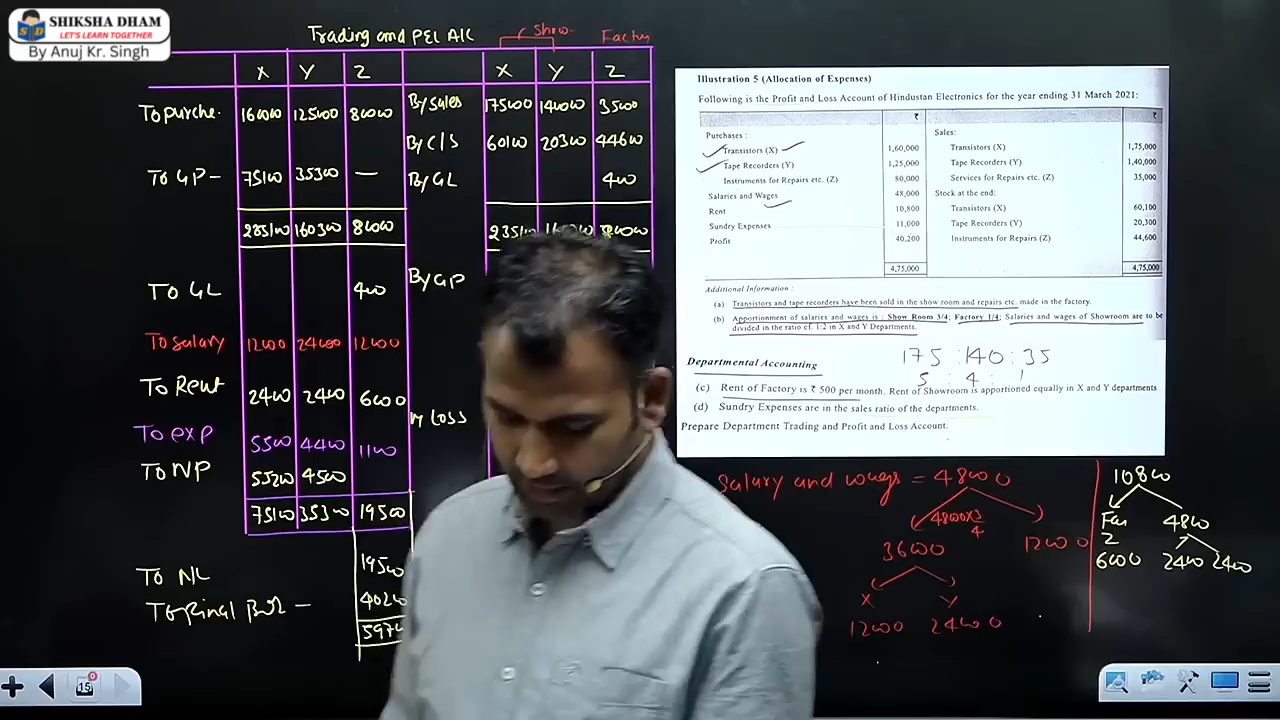 SHIKSHA DHAM
LET'S LEARN TOGETHER
By Anuj Kr. Singh
Trading and P&L A/C
Show
X Y Z X Y Z
To purche. 160000 125000 80000 By Sales 175000 140000 35000
By C/S 60100 20300 44600
To GP - 75100 35300 — By GL 400
235100 160300 80000 80000
To GL 400 By GP
To Salary 12000 24000 12000
To Rent 2400 2400 6000
To exp 5500 4400 1100
To NP 55200 4500
75100 35300 19500
To NL 19500
40200
Illustration 5 (Allocation of Expenses)
Following is the Profit and Loss Account of Hindustan Electronics for the year ending 31 March 2021:
₹ ₹
Purchases : Sales:
Transistors (X) 1,60,000 Transistors (X) 1,75,000
Tape Recorders (Y) 1,25,000 Tape Recorders (Y) 1,40,000
Instruments for Repairs etc. (Z) 80,000 Services for Repairs etc. (Z) 35,000
Salaries and Wages 48,000 Stock at the end:
Rent 10,800 Transistors (X) 60,100
Sundry Expenses 11,000 Tape Recorders (Y) 20,300
Profit 40,200 Instruments for Repairs (Z) 44,600
4,75,000 4,75,000
Additional Information :
(a) Transistors and tape recorders have been sold in the show room and repairs etc. made in the factory.
(b) Apportionment of salaries and wages is : Show Room 3/4; Factory 1/4; Salaries and wages of Showroom are to be
divided in the ratio of 1:2 in X and Y Departments.
175 : 140 : 35
Departmental Accounting
5 : 4 : 1
(c) Rent of Factory is ₹ 500 per month. Rent of Showroom is apportioned equally in X and Y departments
(d) Sundry Expenses are in the sales ratio of the departments.
Prepare Department Trading and Profit and Loss Account.
Salary and wags = 48000
48000×3/4
36000 12000
X Y
12000 24000
10800
Fac 4800
Z
6000 2400 2400
15
0